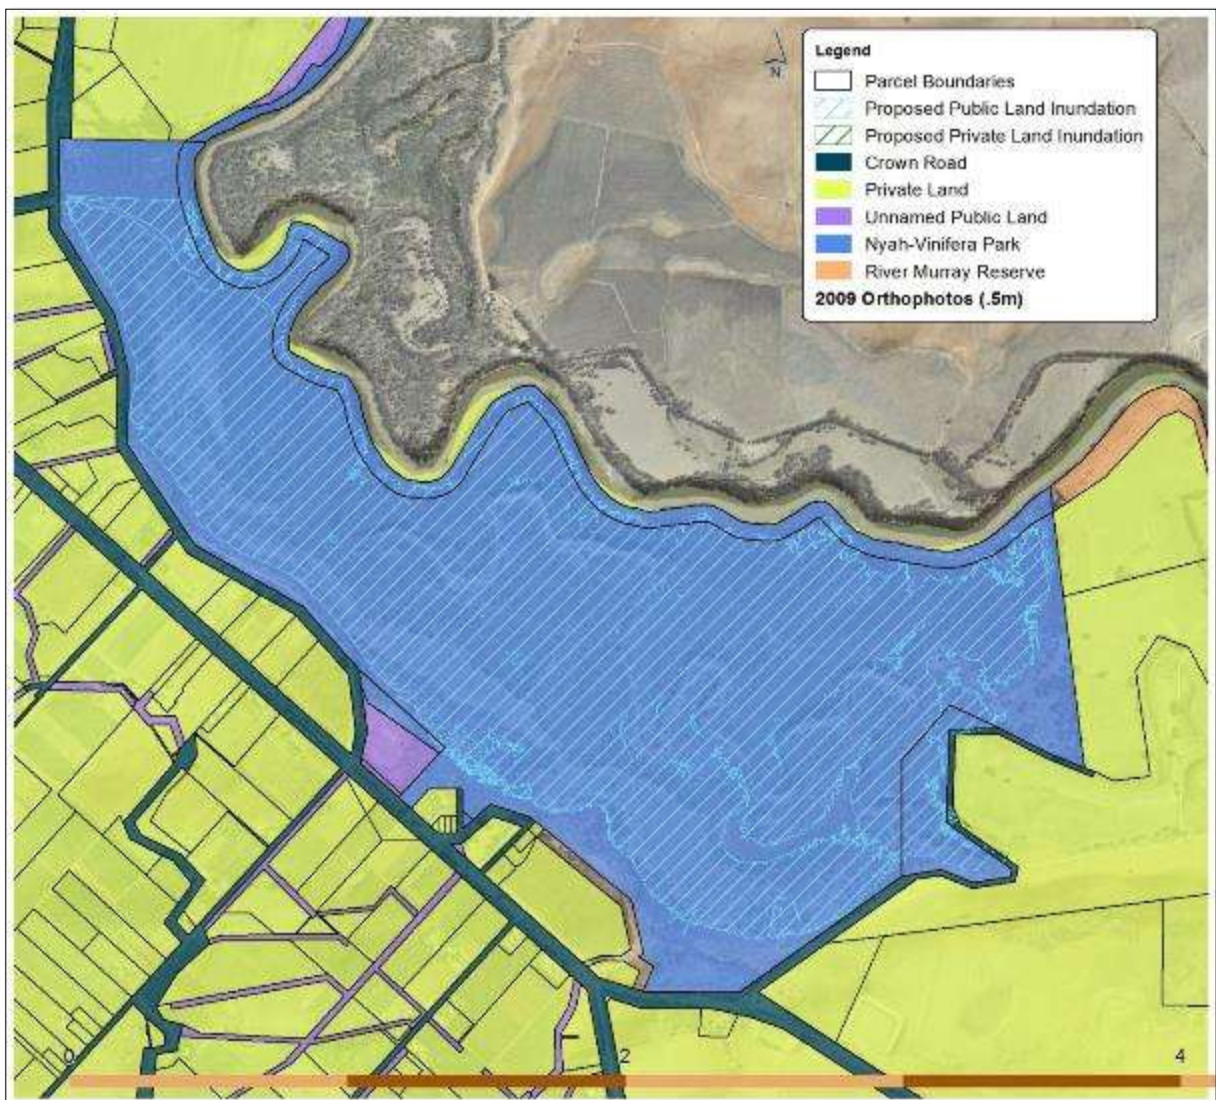 Legend
Parcel Boundaries
Proposed Public Land Inundation
Proposed Private Land Inundation
Crown Road
Private Land
Unnamed Public Land
Nyah-Vinifera Park
River Murray Reserve
2009 Orthophotos (.5m)
N
0 2 4